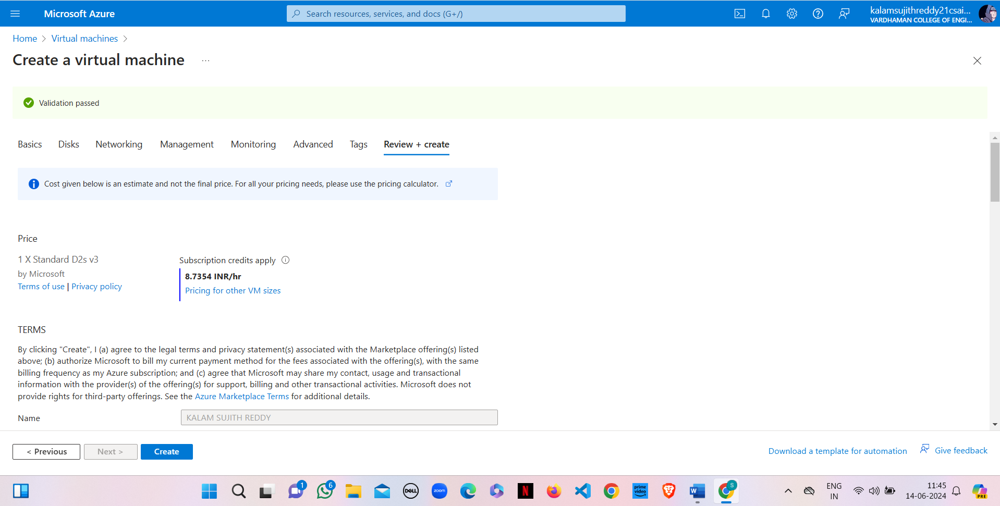 Microsoft Azure
Search resources, services, and docs (G+/)
kalamsujithreddy21csai...
VARDHAMAN COLLEGE OF ENGI...
Home > Virtual machines >
Create a virtual machine ...
Validation passed
Basics Disks Networking Management Monitoring Advanced Tags Review + create
Cost given below is an estimate and not the final price. For all your pricing needs, please use the pricing calculator.
Price
1 X Standard D2s v3
by Microsoft
Terms of use | Privacy policy
Subscription credits apply
8.7354 INR/hr
Pricing for other VM sizes
TERMS
By clicking "Create", I (a) agree to the legal terms and privacy statement(s) associated with the Marketplace offering(s) listed
above; (b) authorize Microsoft to bill my current payment method for the fees associated with the offering(s), with the same
billing frequency as my Azure subscription; and (c) agree that Microsoft may share my contact, usage and transactional
information with the provider(s) of the offering(s) for support, billing and other transactional activities. Microsoft does not
provide rights for third-party offerings. See the Azure Marketplace Terms for additional details.
Name
KALAM SUJITH REDDY
< Previous
Next >
Create
Download a template for automation
Give feedback
1
6
DELL
zoom
N
prime
video
W
S
ENG
IN
11:45
14-06-2024
PRE